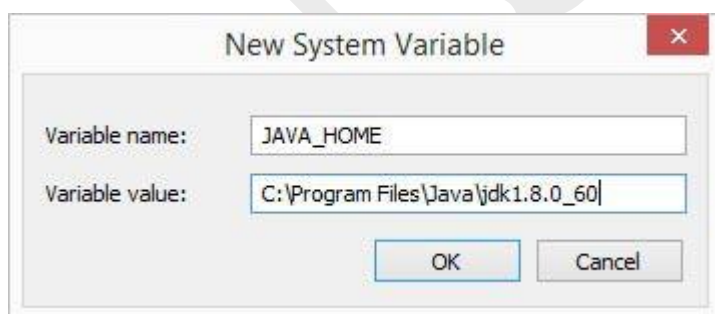 New System Variable
Variable name: JAVA_HOME
Variable value: C:\Program Files\Java\jdk1.8.0_60
OK Cancel